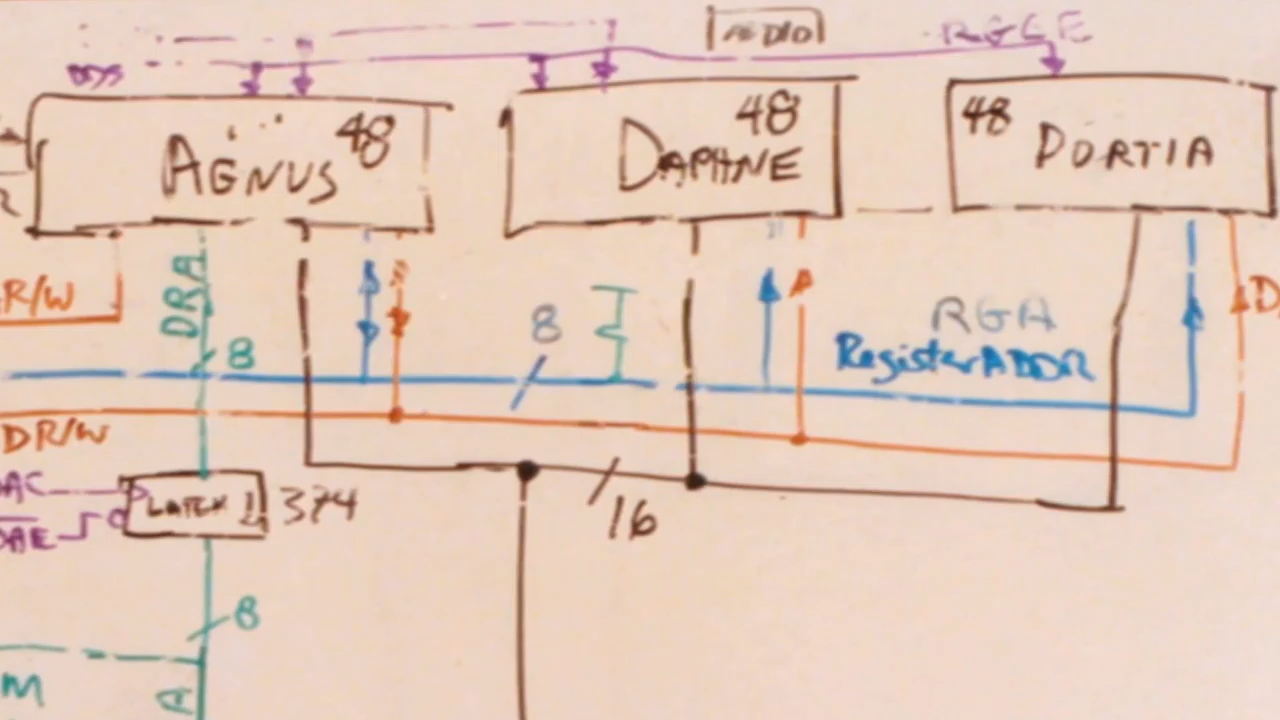 AUDIO
RGCE
48
48
48
AGNUS
DAPHNE
PORTIA
R/W
DRA
8
8
RGA
Register ADDR
DR/W
LATCH
374
16
8
A
M